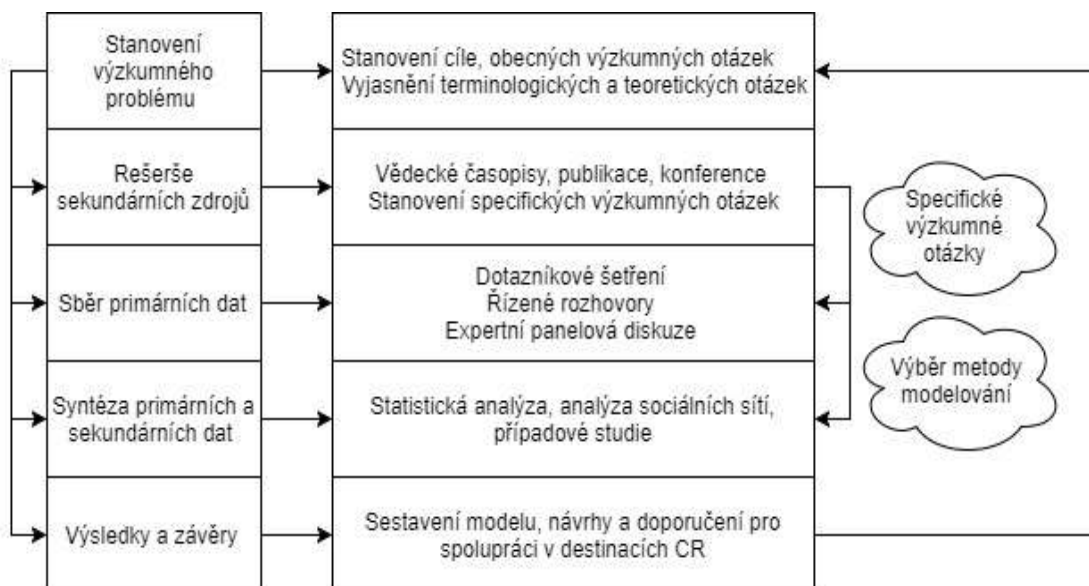 Stanovení
výzkumného
problému
Stanovení cíle, obecných výzkumných otázek
Vyjasnění terminologických a teoretických otázek
Rešerše
sekundárních zdrojů
Vědecké časopisy, publikace, konference
Stanovení specifických výzkumných otázek
Specifické
výzkumné
otázky
Sběr primárních dat
Dotazníkové šetření
Řízené rozhovory
Expertní panelová diskuze
Výběr metody
modelování
Syntéza primárních a
sekundárních dat
Statistická analýza, analýza sociálních sítí,
případové studie
Výsledky a závěry
Sestavení modelu, návrhy a doporučení pro
spolupráci v destinacích CR